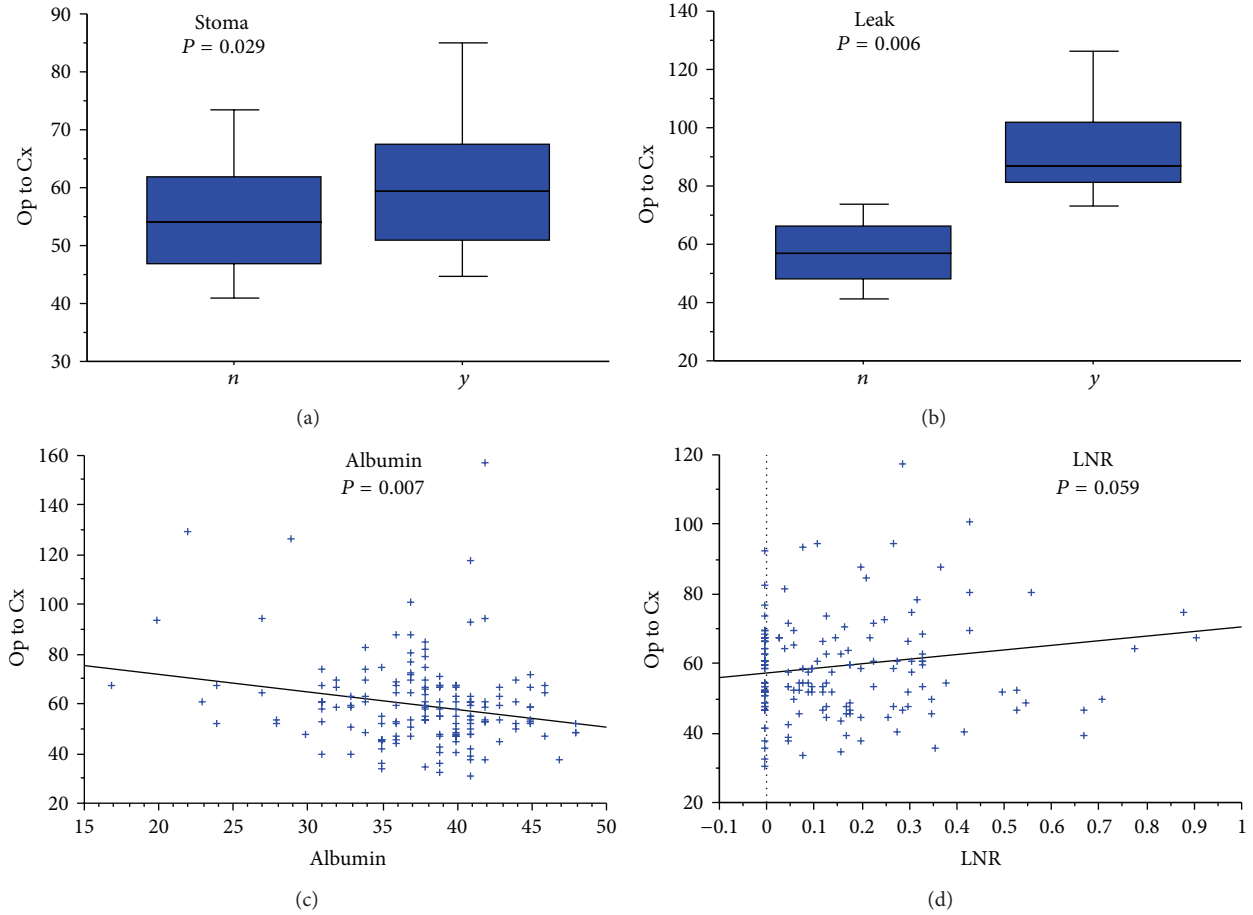 Stoma
P = 0.029
Op to Cx
90
80
70
60
50
40
30
n y
(a)
Leak
P = 0.006
Op to Cx
140
120
100
80
60
40
20
n y
(b)
Albumin
P = 0.007
Op to Cx
160
140
120
100
80
60
40
20
15 20 25 30 35 40 45 50
Albumin
(c)
LNR
P = 0.059
Op to Cx
120
100
80
60
40
20
−0.1 0 0.1 0.2 0.3 0.4 0.5 0.6 0.7 0.8 0.9 1
LNR
(d)